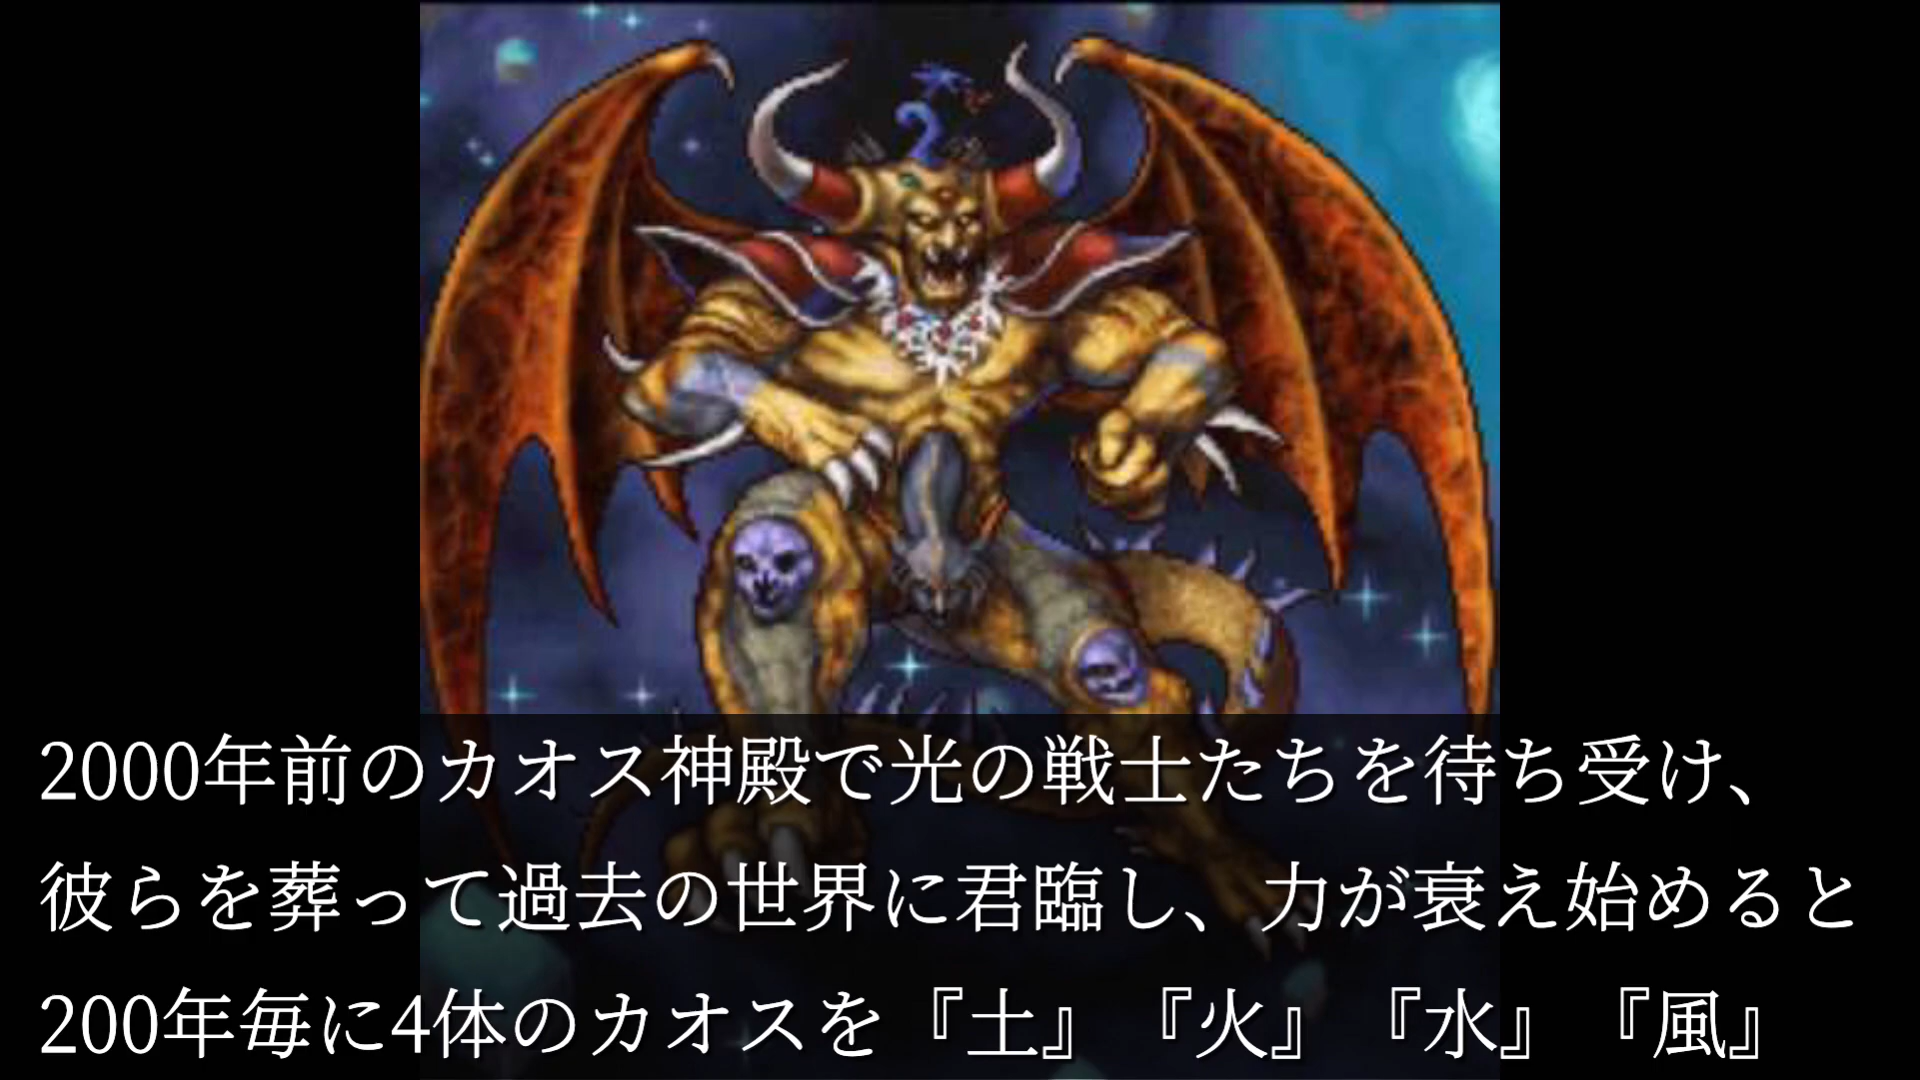 2000年前のカオス神殿で光の戦士たちを待ち受け、
彼らを葬って過去の世界に君臨し、力が衰え始めると
200年毎に4体のカオスを『土』『火』『水』『風』